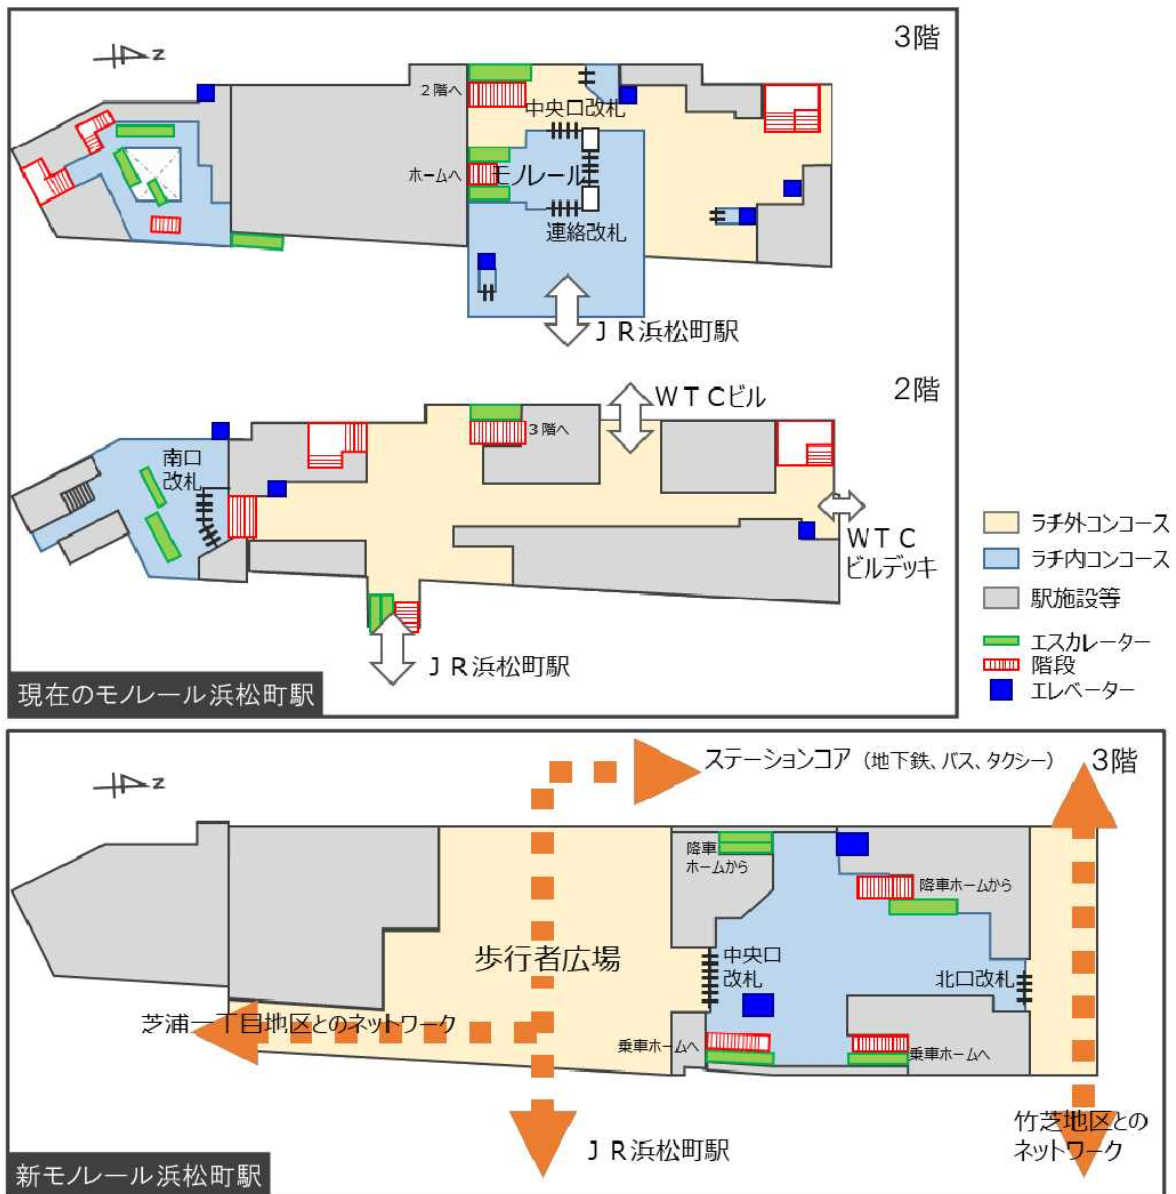 3階
N
2階へ
中央口改札
ホームへ
モノレール
連絡改札
JR浜松町駅
2階
WTCビル
3階へ
南口
改札
WTC
ビルデッキ
JR浜松町駅
現在のモノレール浜松町駅
ラチ外コンコース
ラチ内コンコース
駅施設等
エスカレーター
階段
エレベーター
ステーションコア（地下鉄、バス、タクシー）
3階
N
降車
ホームから
降車ホームから
歩行者広場
中央口
改札
北口改札
芝浦一丁目地区とのネットワーク
乗車ホームへ
乗車ホームへ
JR浜松町駅
竹芝地区との
ネットワーク
新モノレール浜松町駅